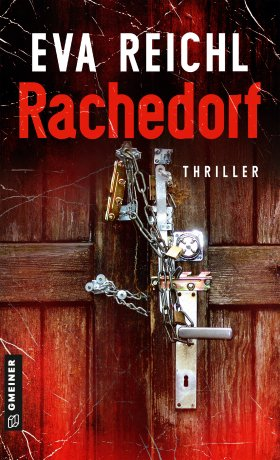 EVA REICHL
Rachedorf
THRILLER
GMEINER